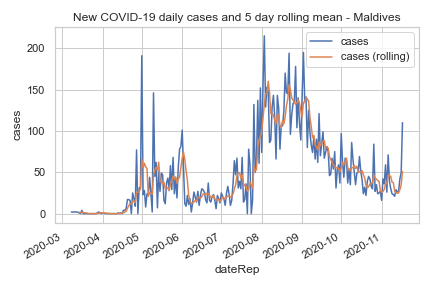 New COVID-19 daily cases and 5 day rolling mean - Maldives
cases
cases (rolling)
200
150
100
50
0
cases
2020-03
2020-04
2020-05
2020-06
2020-07
2020-08
2020-09
2020-10
2020-11
dateRep